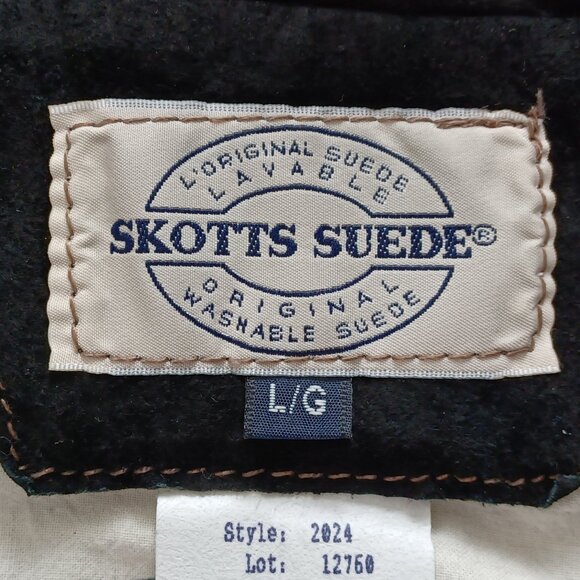 L'ORIGINAL SUEDE
LAVABLE
SKOTTS SUEDE®
ORIGINAL
WASHABLE SUEDE
L/G
Style: 2024
Lot: 12760